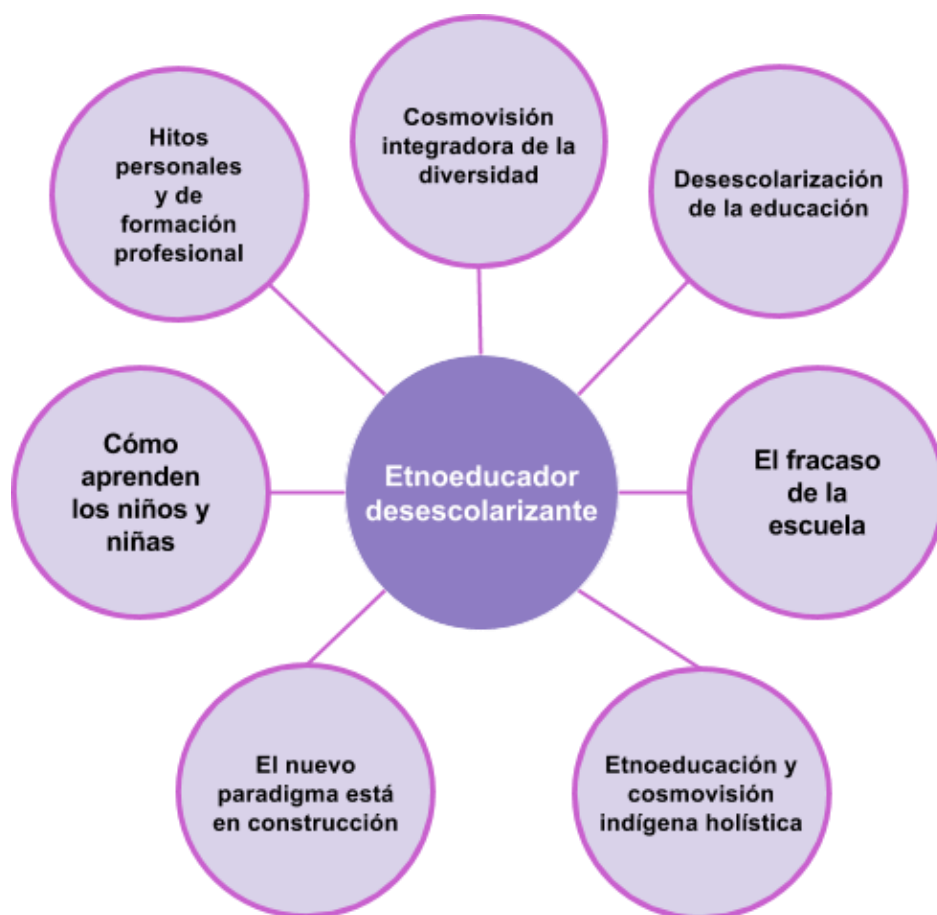 Hitos
personales
y de
formación
profesional
Cosmovisión
integradora de la
diversidad
Desescolarización
de la educación
Cómo
aprenden
los niños y
niñas
Etnoeducador
desescolarizante
El fracaso
de la
escuela
El nuevo
paradigma está
en construcción
Etnoeducación y
cosmovisión
indígena holística